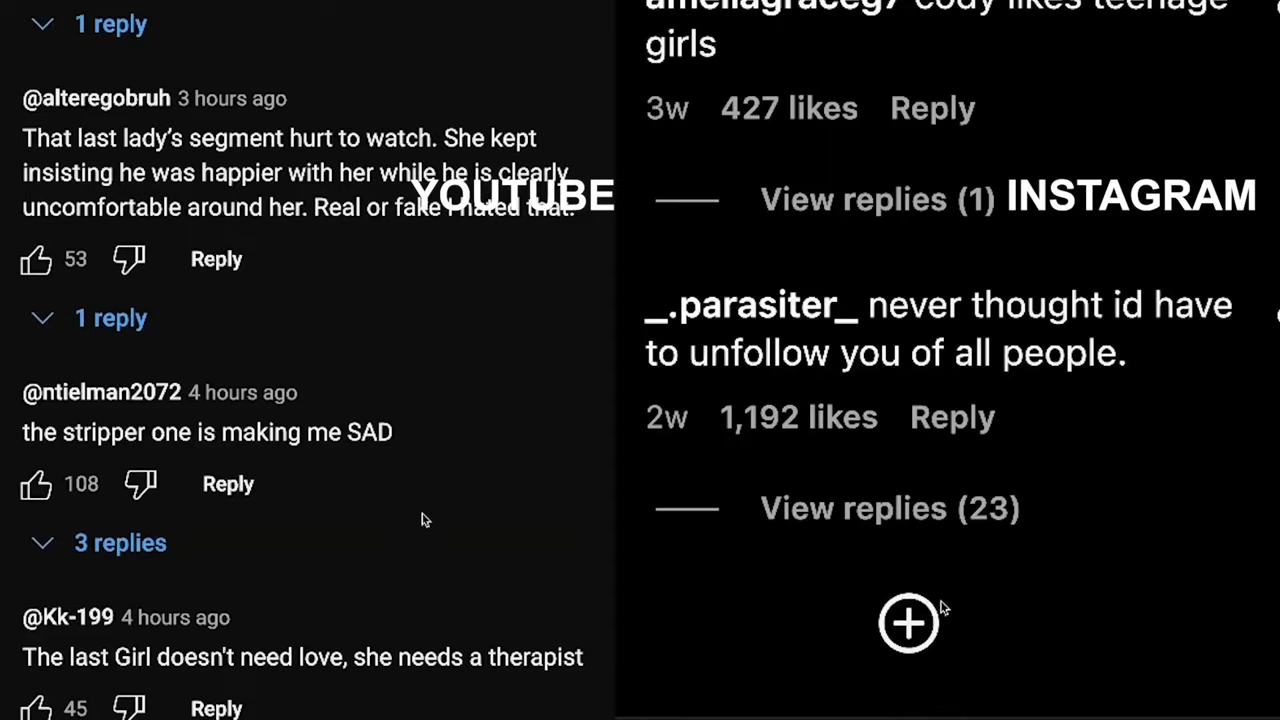 1 reply
@alteregobruh 3 hours ago
That last lady's segment hurt to watch. She kept
insisting he was happier with her while he is clearly
uncomfortable around her. Real or fake I hated that.
53 Reply
1 reply
@ntielman2072 4 hours ago
the stripper one is making me SAD
108 Reply
3 replies
@Kk-199 4 hours ago
The last Girl doesn't need love, she needs a therapist
45 Reply
YOUTUBE
ameliagraceg7 cody likes teenage
girls
3w 427 likes Reply
View replies (1)
INSTAGRAM
_.parasiter_ never thought id have
to unfollow you of all people.
2w 1,192 likes Reply
View replies (23)